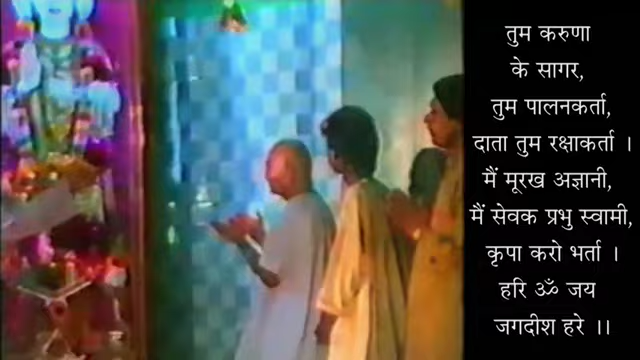 तुम करुणा
के सागर,
तुम पालनकर्ता,
दाता तुम रक्षाकर्ता ।
मैं मूरख अज्ञानी,
मैं सेवक प्रभु स्वामी,
कृपा करो भर्ता ।
हरि ॐ जय
जगदीश हरे ।।